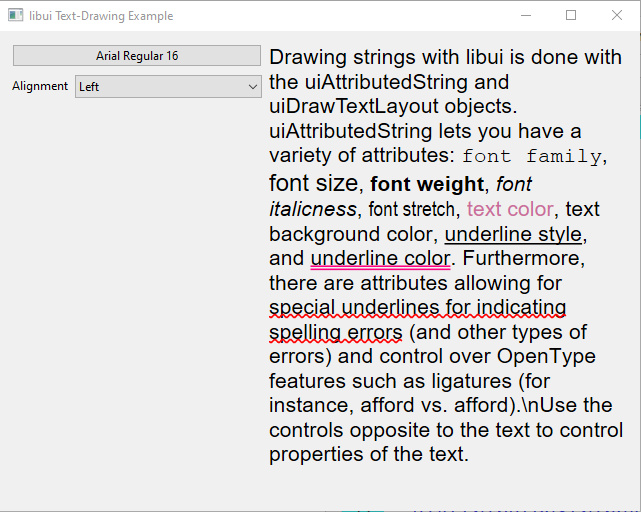 libui Text-Drawing Example
Arial Regular 16
Alignment
Left
Drawing strings with libui is done with
the uiAttributedString and
uiDrawTextLayout objects.
uiAttributedString lets you have a
variety of attributes: font family,
font size, font weight, font
italicness, font stretch, text color, text
background color, underline style,
and underline color. Furthermore,
there are attributes allowing for
special underlines for indicating
spelling errors (and other types of
errors) and control over OpenType
features such as ligatures (for
instance, afford vs. afford).\nUse the
controls opposite to the text to control
properties of the text.